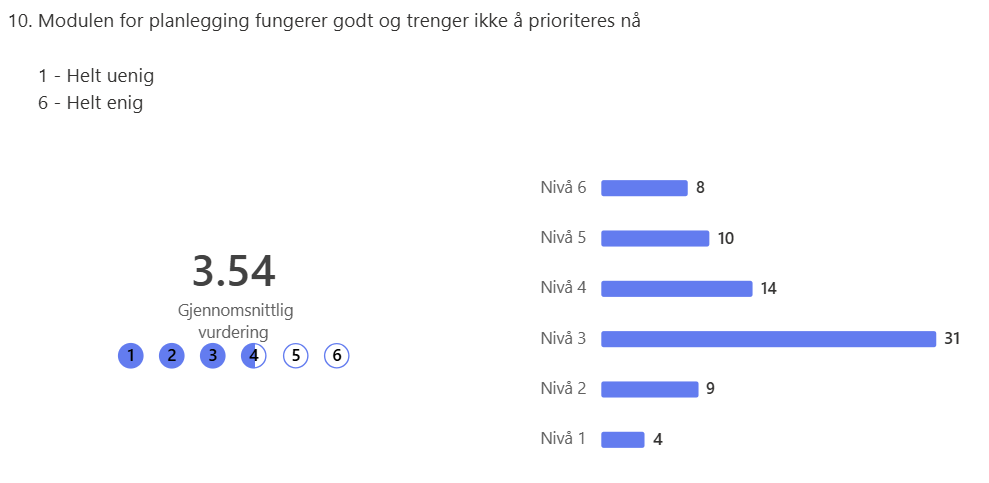 10. Modulen for planlegging fungerer godt og trenger ikke å prioriteres nå
1 - Helt uenig
6 - Helt enig
3.54
Gjennomsnittlig
vurdering
1 2 3 4 5 6
Nivå 6 8
Nivå 5 10
Nivå 4 14
Nivå 3 31
Nivå 2 9
Nivå 1 4